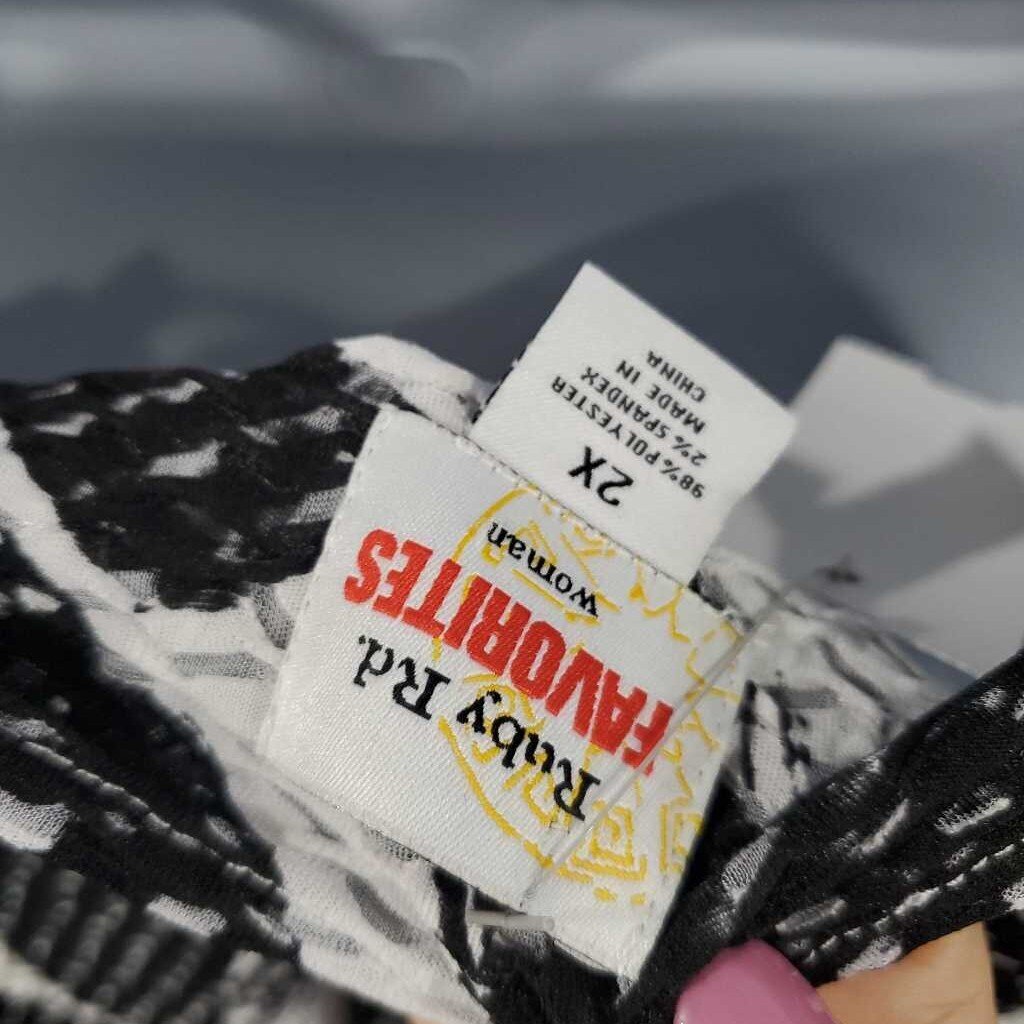 Ruby Rd.
FAVORITES
woman
2X
98% POLYESTER
2% SPANDEX
MADE IN
CHINA